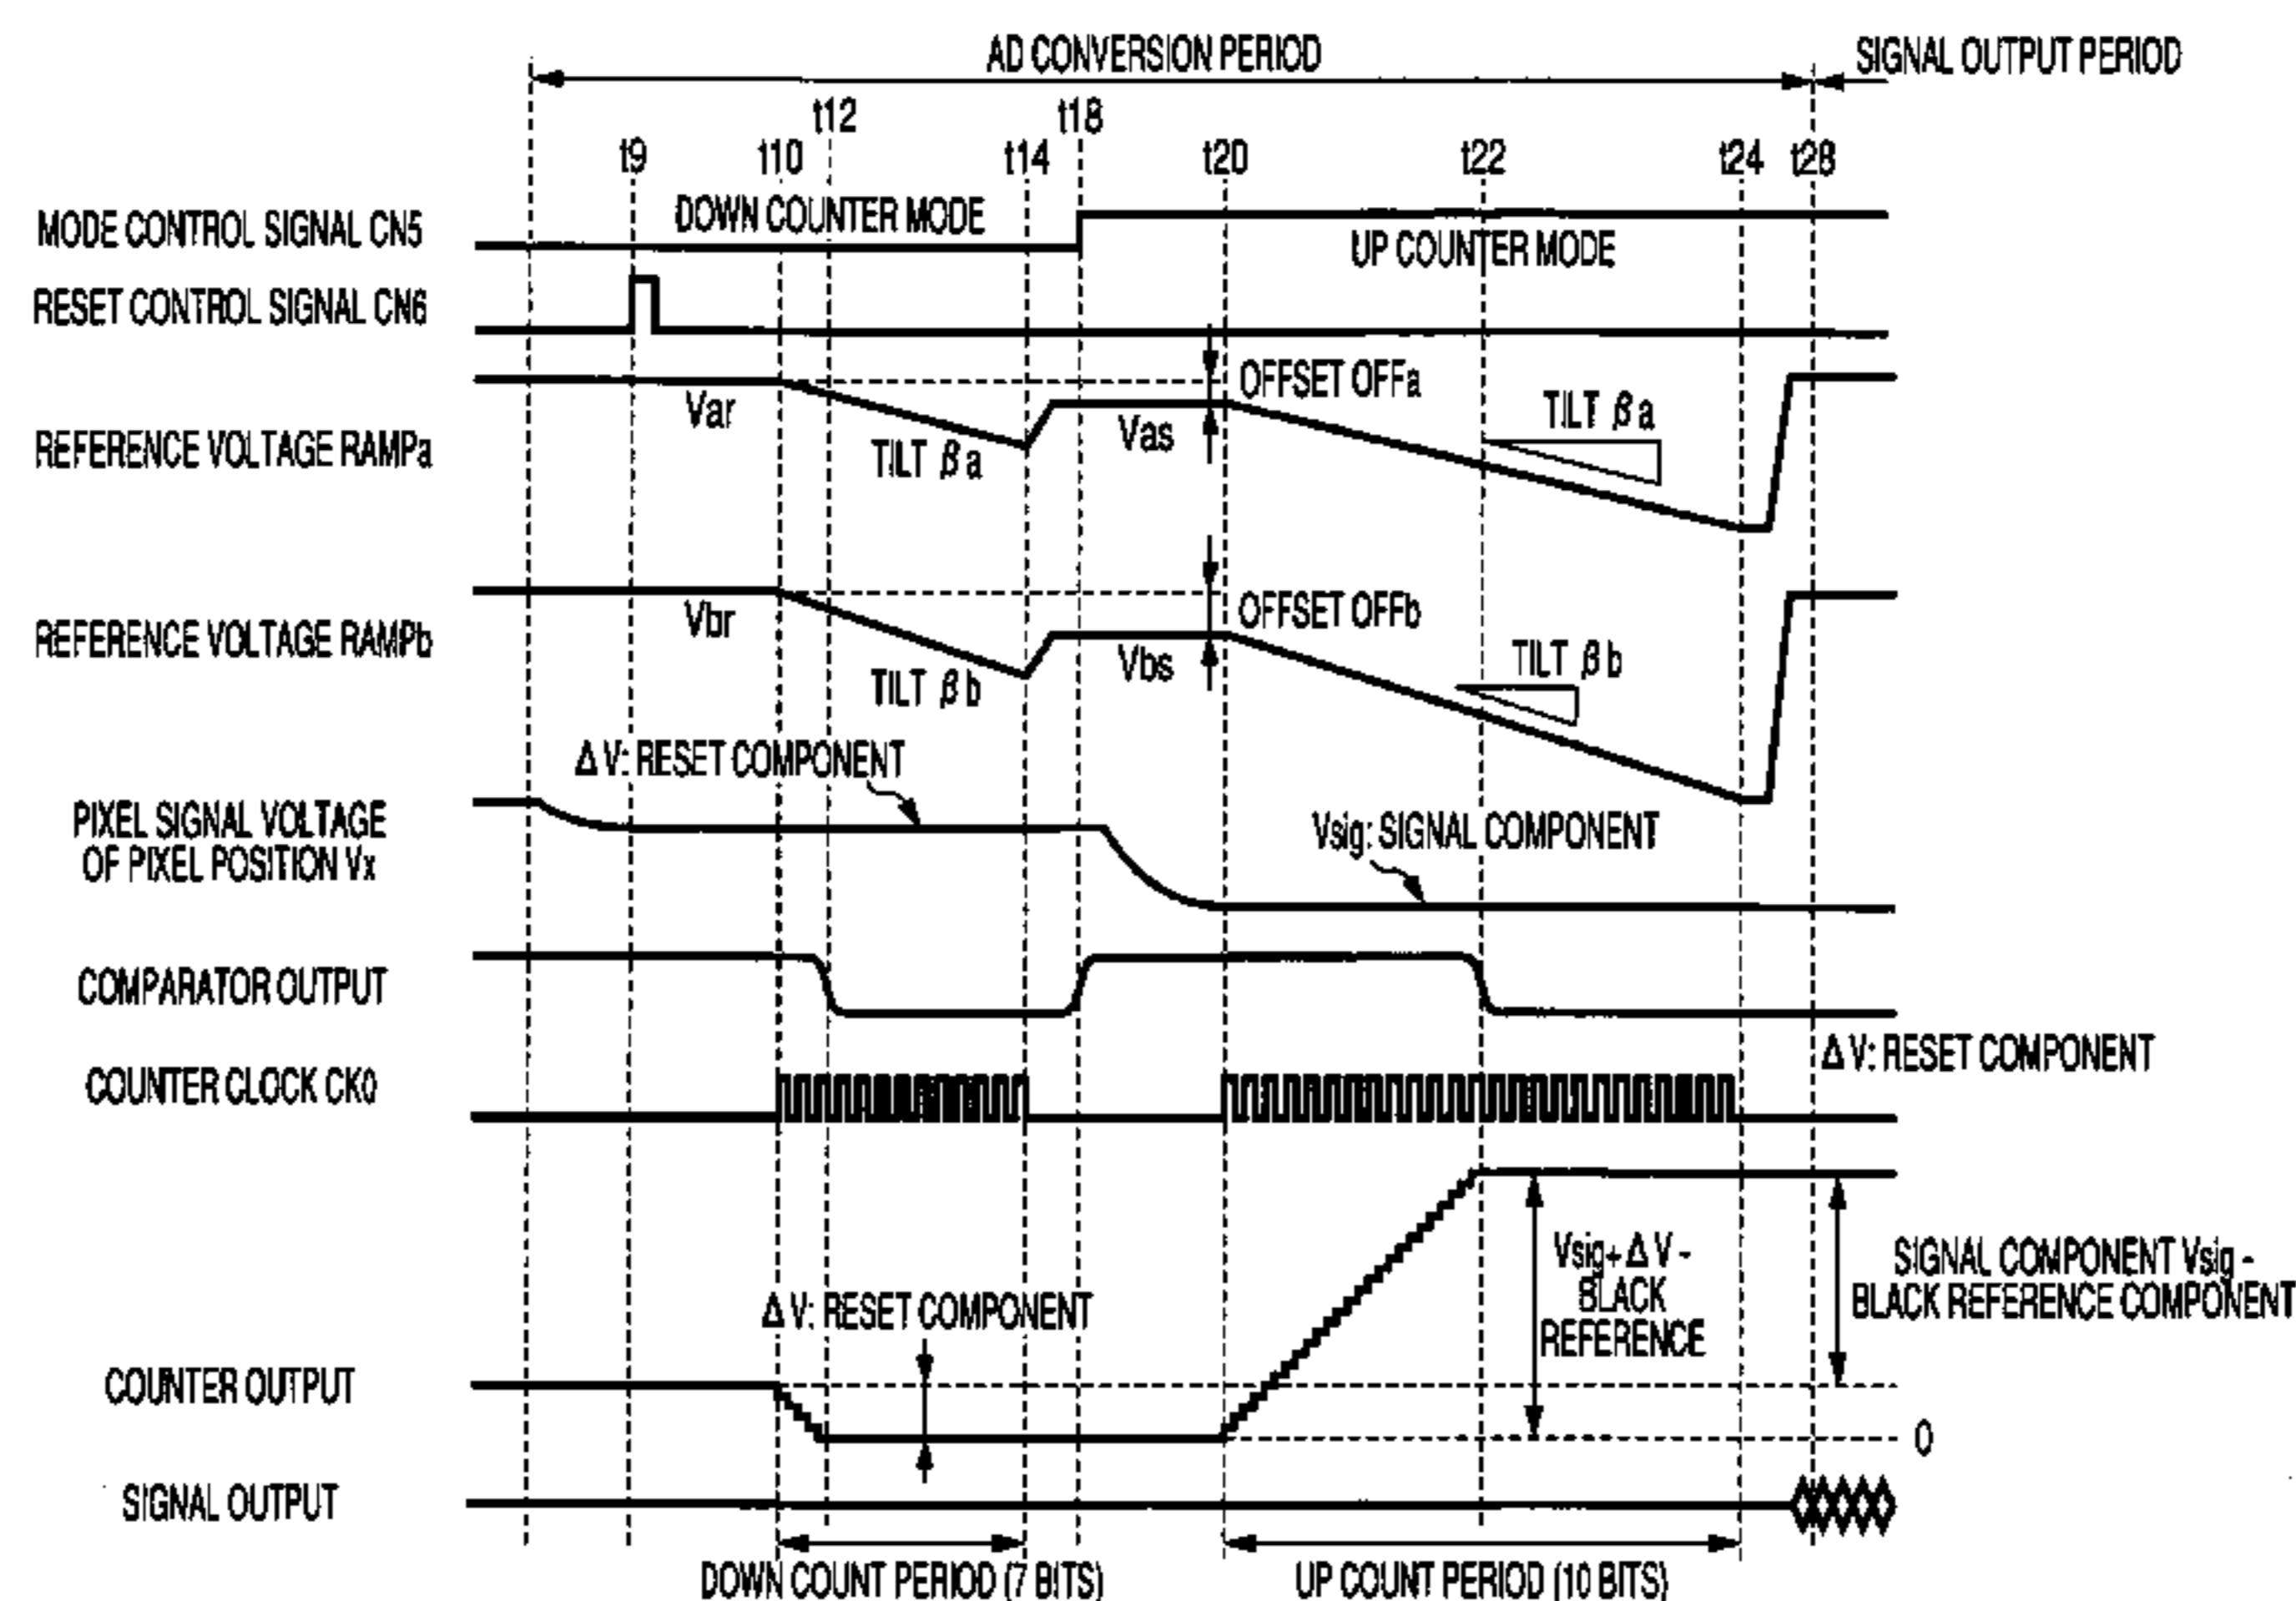 AD CONVERSION PERIOD
SIGNAL OUTPUT PERIOD
t12
t18
t9
t10
t14
t20
t22
t24
t28
MODE CONTROL SIGNAL CN5
DOWN COUNTER MODE
UP COUNTER MODE
RESET CONTROL SIGNAL CN6
REFERENCE VOLTAGE RAMPa
Var
TILT βa
Vas
OFFSET OFFa
TILT βa
REFERENCE VOLTAGE RAMPb
Vbr
TILT βb
Vbs
OFFSET OFFb
TILT βb
ΔV: RESET COMPONENT
PIXEL SIGNAL VOLTAGE
OF PIXEL POSITION Vx
Vsig: SIGNAL COMPONENT
COMPARATOR OUTPUT
ΔV: RESET COMPONENT
COUNTER CLOCK CK0
Vsig+ΔV -
BLACK
REFERENCE
SIGNAL COMPONENT Vsig -
BLACK REFERENCE COMPONENT
ΔV: RESET COMPONENT
COUNTER OUTPUT
0
SIGNAL OUTPUT
DOWN COUNT PERIOD (7 BITS)
UP COUNT PERIOD (10 BITS)